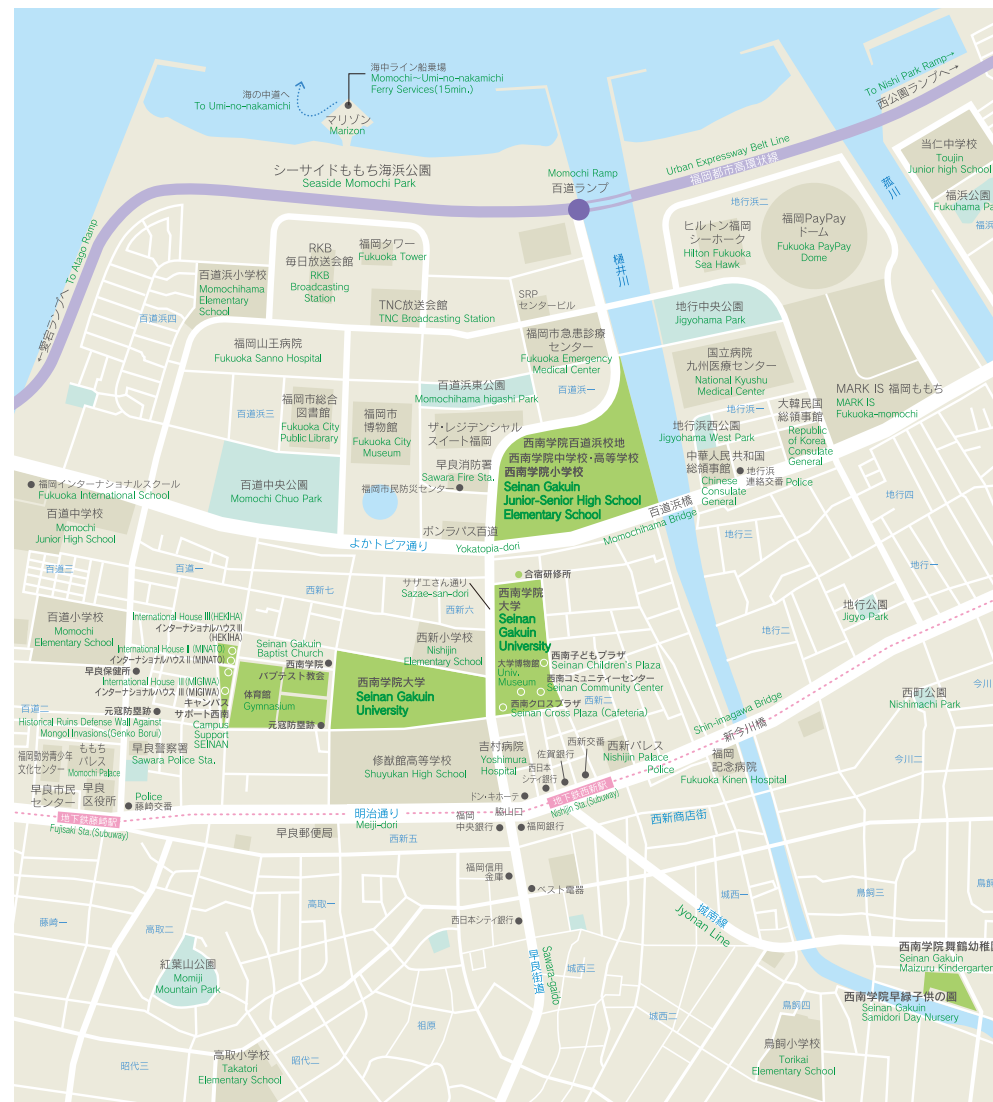 海中ライン船乗場
Momochi～Umi-no-nakamichi
Ferry Services(15min.)
海の中道へ
To Umi-no-nakamichi
マリゾン
Marizon
To Nishi Park Ramp→
西公園ランプへ→
シーサイドももち海浜公園
Seaside Momochi Park
Momochi Ramp
百道ランプ
Urban Expressway Belt Line
福岡都市高環状線
当仁中学校
Toujin
Junior high School
菰川
福浜公園
Fukuhama Pa
福浜
地行浜二
ヒルトン福岡
シーホーク
Hilton Fukuoka
Sea Hawk
福岡PayPay
ドーム
Fukuoka PayPay
Dome
樋井川
←愛宕ランプへ To Atago Ramp
RKB
毎日放送会館
RKB
Broadcasting
Station
福岡タワー
Fukuoka Tower
百道浜小学校
Momochihama
Elementary
School
百道浜四
TNC放送会館
TNC Broadcasting Station
SRP
センタービル
地行中央公園
Jigyohama Park
福岡山王病院
Fukuoka Sanno Hospital
福岡市急患診療
センター
Fukuoka Emergency
Medical Center
国立病院
九州医療センター
National Kyushu
Medical Center
MARK IS 福岡ももち
MARK IS
Fukuoka-momochi
百道浜東公園
Momochihama higashi Park
百道浜一
百道浜三
福岡市総合
図書館
Fukuoka City
Public Library
福岡市
博物館
Fukuoka City
Museum
ザ・レジデンシャル
スイート福岡
地行浜一
大韓民国
総領事館
Republic
of Korea
Consulate
General
地行浜西公園
Jigyohama West Park
中華人民共和国
総領事館
Chinese
Consulate
General
地行浜
連絡交番 Police
西南学院百道浜校地
西南学院中学校・高等学校
西南学院小学校
Seinan Gakuin
Junior-Senior High School
Elementary School
早良消防署
Sawara Fire Sta.
福岡市民防災センター
福岡インターナショナルスクール
Fukuoka International School
百道中央公園
Momochi Chuo Park
百道中学校
Momochi
Junior High School
ボンラパス百道
よかトピア通り
Yokatopia-dori
百道浜橋
Momochihama Bridge
地行四
地行三
地行一
百道三
百道一
西新七
サザエさん通り
Sazae-san-dori
西新六
合宿研修所
西南学院
大学
Seinan
Gakuin
University
地行公園
Jigyo Park
地行二
百道小学校
Momochi
Elementary School
International House Ⅲ(HEKIHA)
インターナショナルハウスⅢ
(HEKIHA)
International House Ⅱ (MINATO)
インターナショナルハウスⅡ(MINATO)
早良保健所
International House Ⅲ(MIGIWA)
インターナショナルハウス Ⅲ(MIGIWA)
キャンパス
サポート西南
Campus
Support
SEINAN
Seinan Gakuin
Baptist Church
西南学院
バプテスト教会
体育館
Gymnasium
元寇防塁跡
西新小学校
Nishijin
Elementary School
西南学院大学
Seinan Gakuin
University
大学博物館
Univ.
Museum
西南子どもプラザ
Seinan Children's Plaza
西南コミュニティーセンター
Seinan Community Center
西新二
西南クロスプラザ
Seinan Cross Plaza (Cafeteria)
百道二
元寇防塁跡
Historical Ruins Defense Wall Against
Mongol Invasions(Genko Borui)
今川
西町公園
Nishimachi Park
Shin-imagawa Bridge
新今川橋
福岡勤労青少年
文化センター
ももち
パレス
Momochi Palace
早良警察署
Sawara Police Sta.
修猷館高等学校
Shuyukan High School
吉村病院
Yoshimura
Hospital
佐賀銀行
西新交番
西日本
シティ銀行
西新パレス
Nishijin Palace
Police
福岡
記念病院
Fukuoka Kinen Hospital
今川二
早良市民
センター
早良
区役所
Police
藤崎交番
ドン・キホーテ
地下鉄西新駅
Nishijin Sta.(Subway)
地下鉄藤崎駅
Fujisaki Sta.(Subuway)
明治通り
Meiji-dori
脇山口
福岡
中央銀行
福岡銀行
西新商店街
早良郵便局
西新五
福岡信用
金庫
ベスト電器
西日本シティ銀行
城西一
鳥飼三
鳥飼
藤崎一
高取一
高取二
城南線
Jyonan Line
早良街道
Sawara-gaido
城西三
紅葉山公園
Momiji
Mountain Park
西南学院舞鶴幼稚園
Seinan Gakuin
Maizuru Kindergarten
西南学院早緑子供の園
Seinan Gakuin
Samidori Day Nursery
城西二
鳥飼四
祖原
鳥飼小学校
Torikai
Elementary School
昭代三
高取小学校
Takatori
Elementary School
昭代二